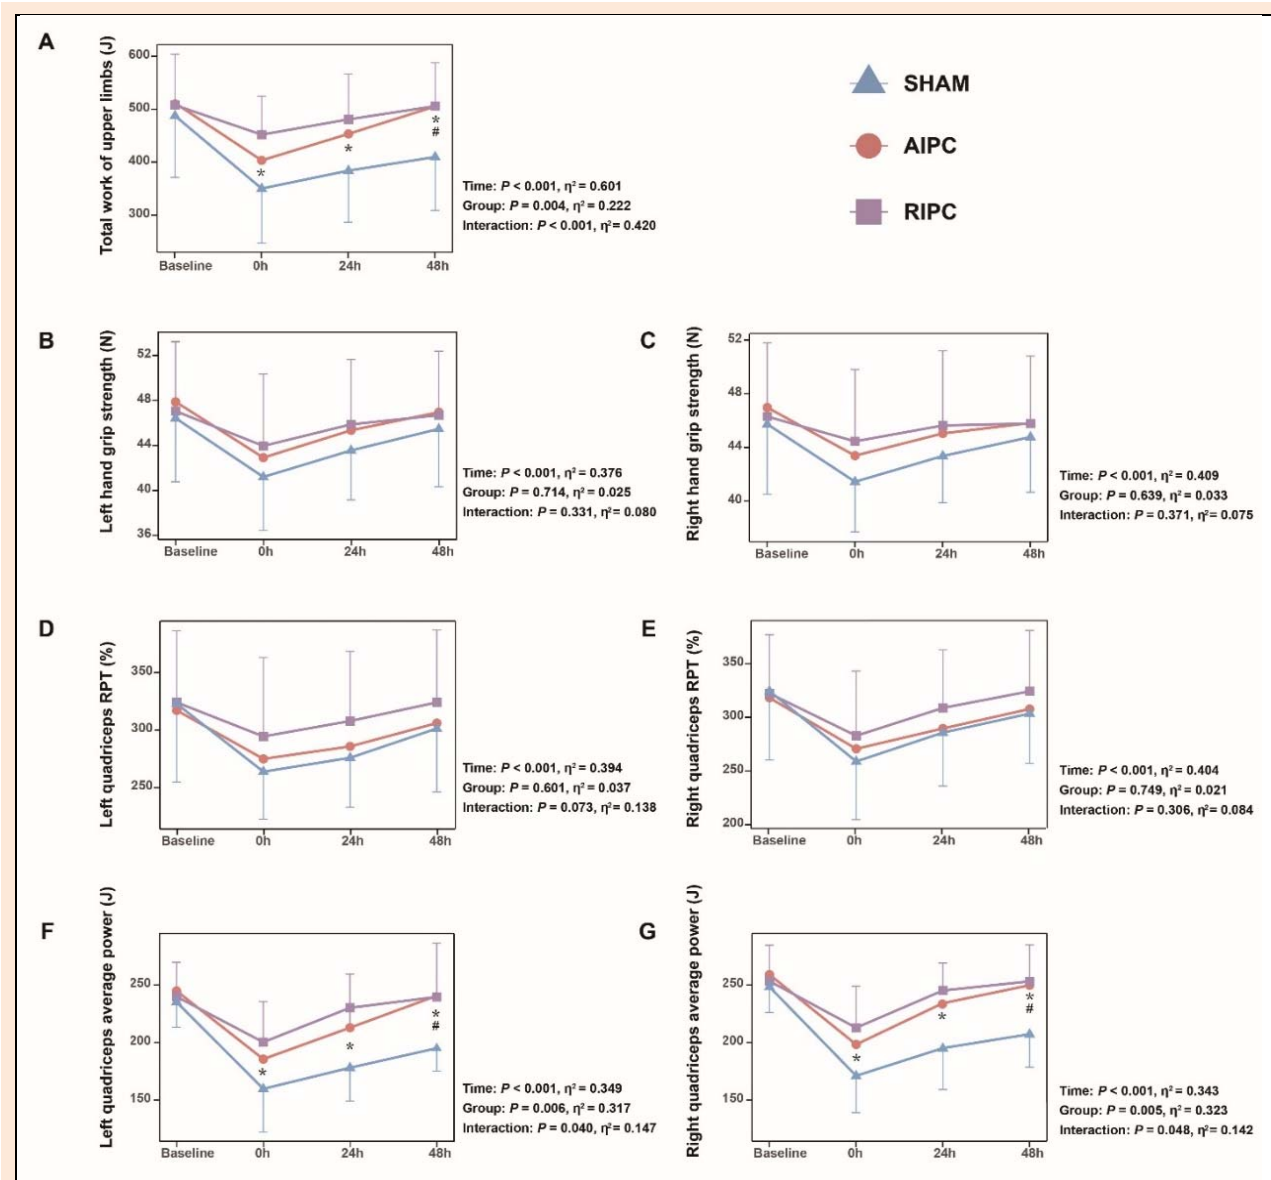 A
Total work of upper limbs (J)
600
500
400
300
*
*
*
#
Baseline 0h 24h 48h
Time: P < 0.001, η² = 0.601
Group: P = 0.004, η² = 0.222
Interaction: P < 0.001, η² = 0.420
SHAM
AIPC
RIPC
B
Left hand grip strength (N)
52
48
44
40
36
Baseline 0h 24h 48h
Time: P < 0.001, η² = 0.376
Group: P = 0.714, η² = 0.025
Interaction: P = 0.331, η² = 0.080
C
Right hand grip strength (N)
52
48
44
40
Baseline 0h 24h 48h
Time: P < 0.001, η² = 0.409
Group: P = 0.639, η² = 0.033
Interaction: P = 0.371, η² = 0.075
D
Left quadriceps RPT (%)
350
300
250
Baseline 0h 24h 48h
Time: P < 0.001, η² = 0.394
Group: P = 0.601, η² = 0.037
Interaction: P = 0.073, η² = 0.138
E
Right quadriceps RPT (%)
350
300
250
200
Baseline 0h 24h 48h
Time: P < 0.001, η² = 0.404
Group: P = 0.749, η² = 0.021
Interaction: P = 0.306, η² = 0.084
F
Left quadriceps average power (J)
250
200
150
*
*
*
#
Baseline 0h 24h 48h
Time: P < 0.001, η² = 0.349
Group: P = 0.006, η² = 0.317
Interaction: P = 0.040, η² = 0.147
G
Right quadriceps average power (J)
250
200
150
*
*
*
#
Baseline 0h 24h 48h
Time: P < 0.001, η² = 0.343
Group: P = 0.005, η² = 0.323
Interaction: P = 0.048, η² = 0.142